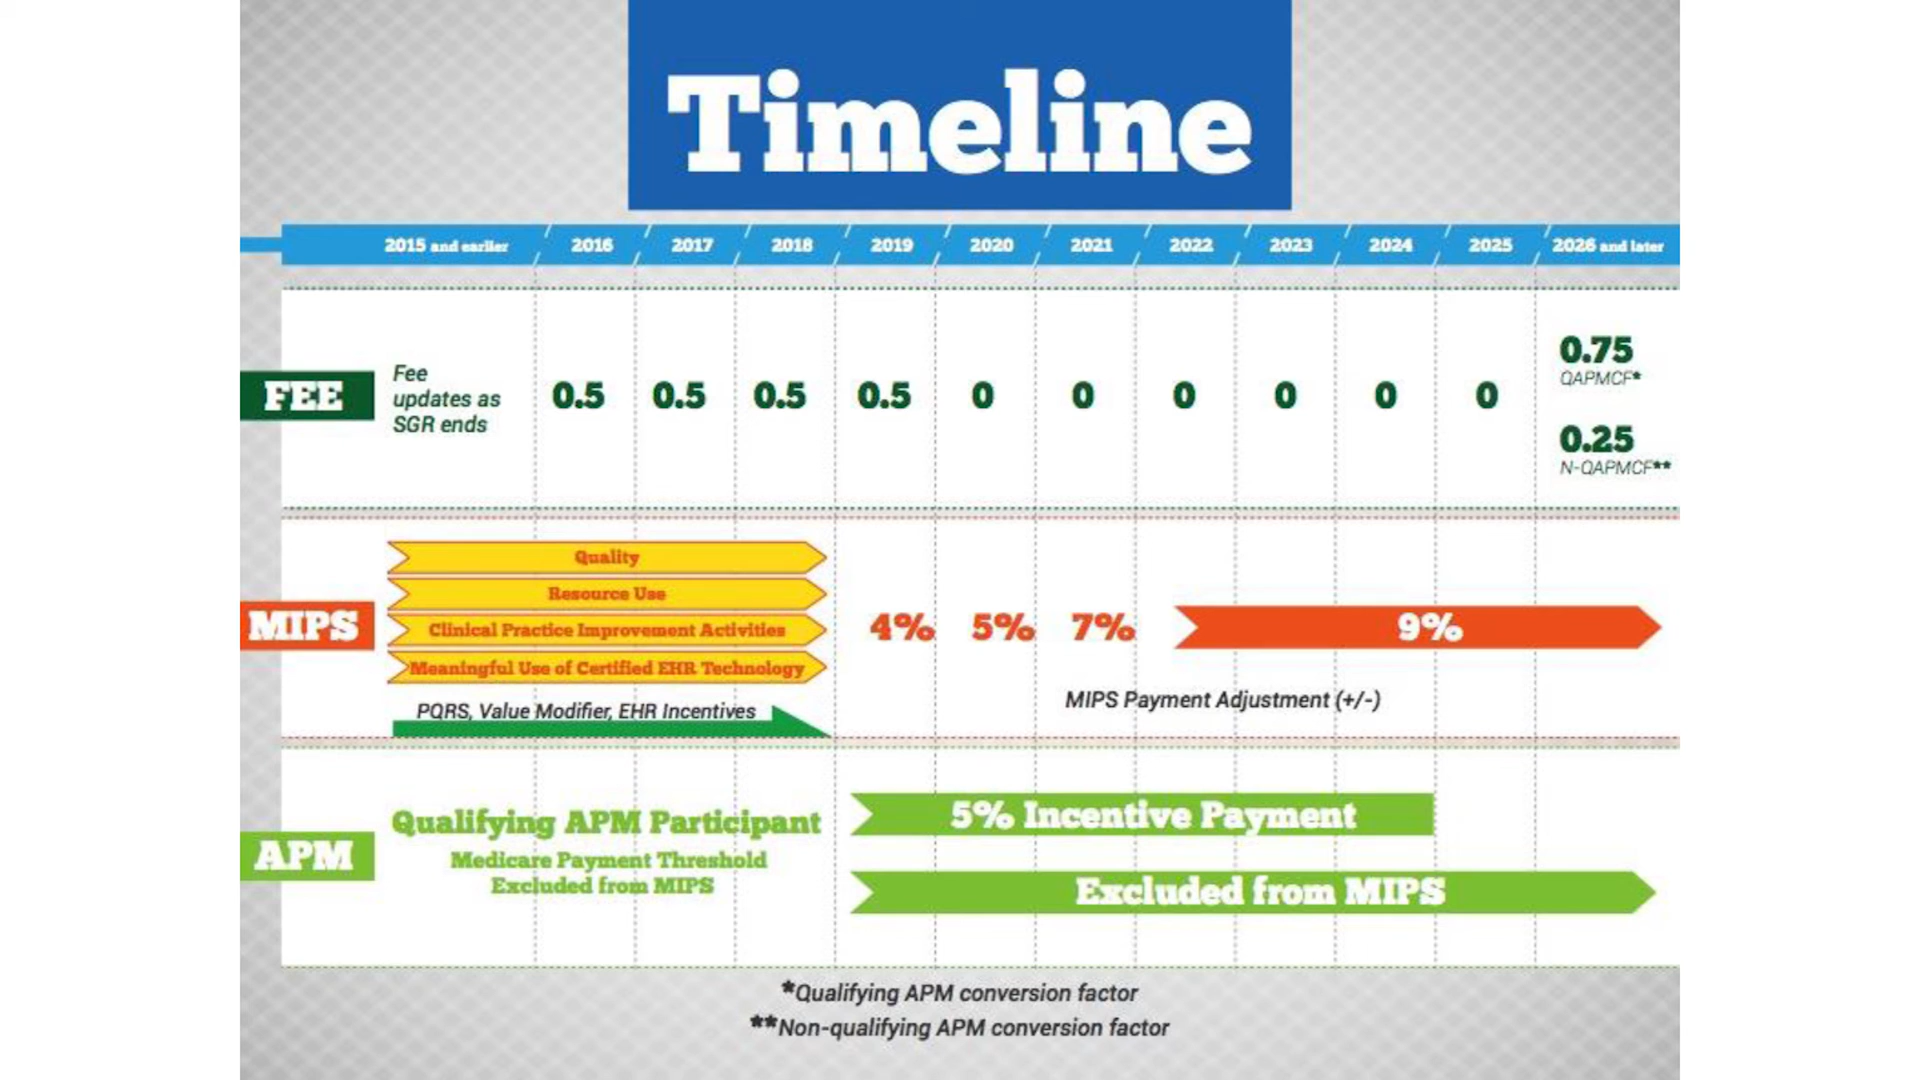 Timeline
2015 and earlier 2016 2017 2018 2019 2020 2021 2022 2023 2024 2025 2026 and later
FEE
Fee
updates as
SGR ends
0.5 0.5 0.5 0.5 0 0 0 0 0 0
0.75
QAPMCF*
0.25
N-QAPMCF**
MIPS
Quality
Resource Use
Clinical Practice Improvement Activities
Meaningful Use of Certified EHR Technology
PQRS, Value Modifier, EHR Incentives
4% 5% 7% 9%
MIPS Payment Adjustment (+/-)
APM
Qualifying APM Participant
Medicare Payment Threshold
Excluded from MIPS
5% Incentive Payment
Excluded from MIPS
*Qualifying APM conversion factor
**Non-qualifying APM conversion factor